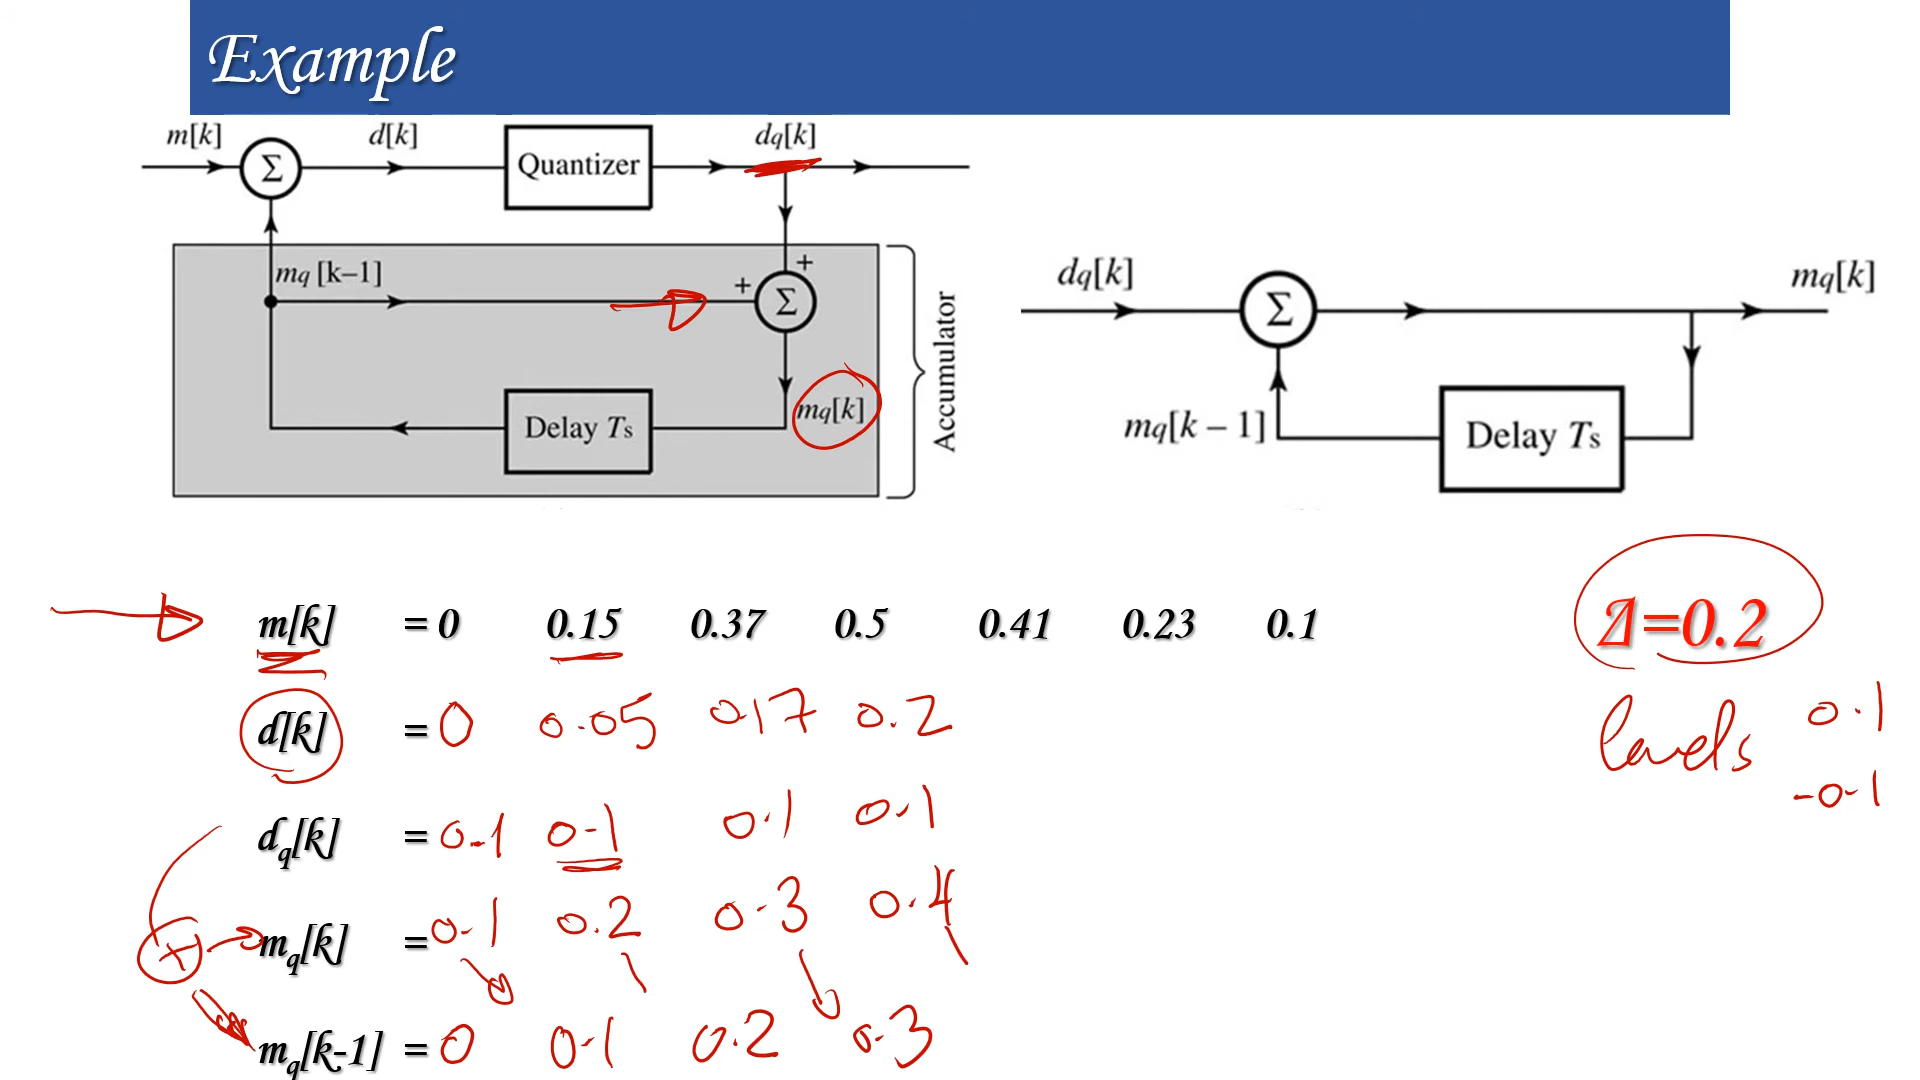 Example
m[k] Σ d[k] Quantizer dq[k]
mq [k–1] + + Σ
Delay Ts mq[k]
Accumulator
dq[k] Σ mq[k]
mq[k – 1] Delay Ts
m[k] = 0 0.15 0.37 0.5 0.41 0.23 0.1
Δ=0.2
d[k] = 0 0.05 0.17 0.2
levels 0.1
-0.1
dq[k] = 0.1 0.1 0.1 0.1
+ mq[k] = 0.1 0.2 0.3 0.4
mq[k-1] = 0 0.1 0.2 0.3